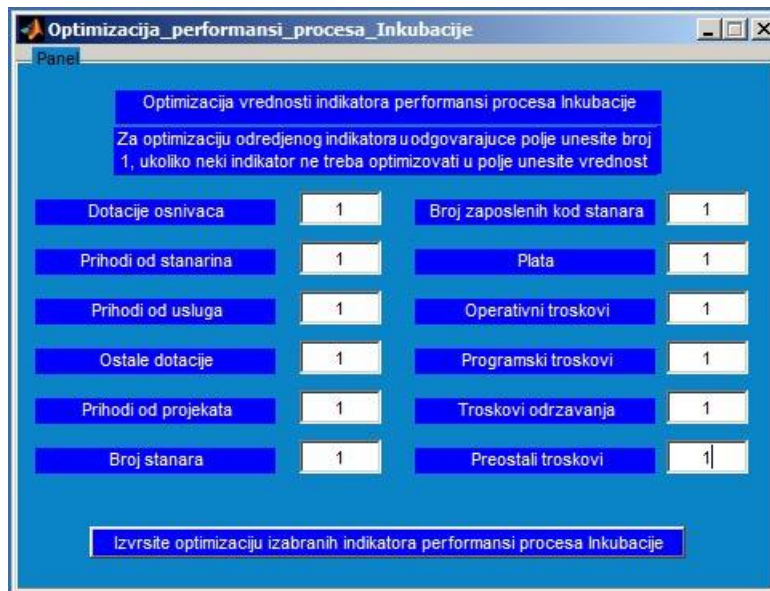 Optimizacija_performansi_procesa_Inkubacije
Panel
Optimizacija vrednosti indikatora performansi procesa Inkubacije
Za optimizaciju odredjenog indikatora u odgovarajuce polje unesite broj
1, ukoliko neki indikator ne treba optimizovati u polje unesite vrednost
Dotacije osnivaca 1 Broj zaposlenih kod stanara 1
Prihodi od stanarina 1 Plata 1
Prihodi od usluga 1 Operativni troskovi 1
Ostale dotacije 1 Programski troskovi 1
Prihodi od projekata 1 Troskovi odrzavanja 1
Broj stanara 1 Preostali troskovi 1
Izvrsite optimizaciju izabranih indikatora performansi procesa Inkubacije